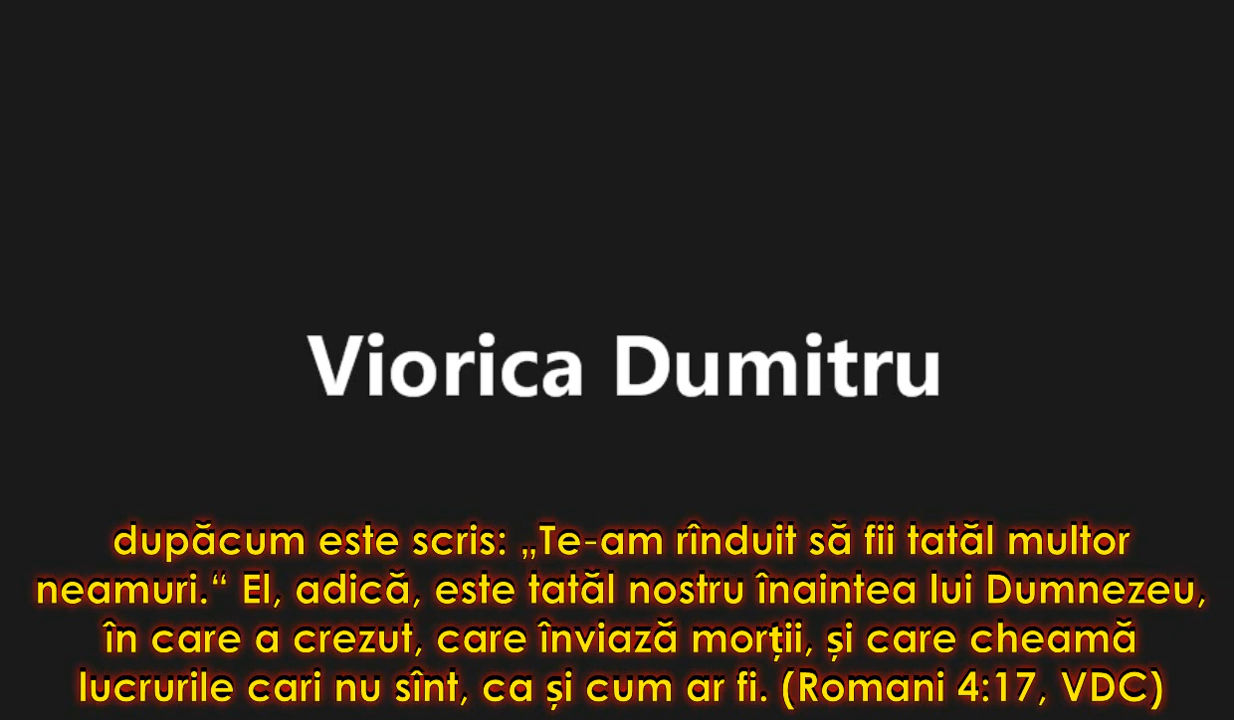 Viorica Dumitru
dupăcum este scris: „Te-am rînduit să fii tatăl multor
neamuri.“ El, adică, este tatăl nostru înaintea lui Dumnezeu,
în care a crezut, care înviază morții, și care cheamă
lucrurile cari nu sînt, ca și cum ar fi. (Romani 4:17, VDC)